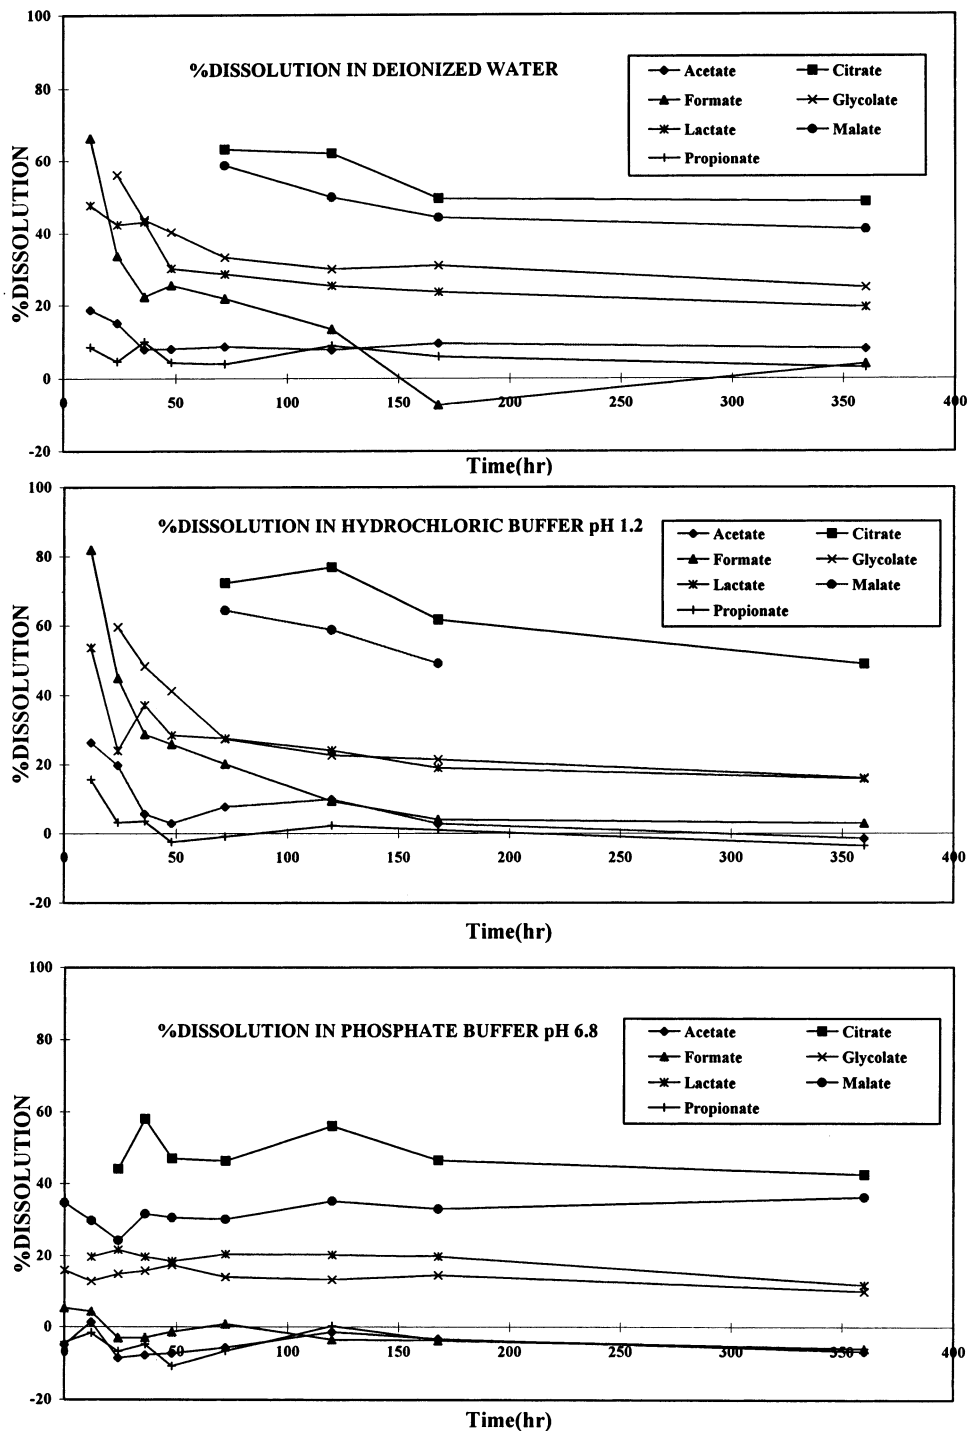 100
%DISSOLUTION IN DEIONIZED WATER
Acetate Citrate
80
Formate Glycolate
Lactate Malate
Propionate
60
%DISSOLUTION
40
20
0
0 50 100 150 200 250 300 350 400
-20
Time(hr)
100
%DISSOLUTION IN HYDROCHLORIC BUFFER pH 1.2
Acetate Citrate
80
Formate Glycolate
Lactate Malate
Propionate
60
%DISSOLUTION
40
20
0
0 50 100 150 200 250 300 350 400
-20
Time(hr)
100
%DISSOLUTION IN PHOSPHATE BUFFER pH 6.8
Acetate Citrate
80
Formate Glycolate
Lactate Malate
Propionate
60
%DISSOLUTION
40
20
0
0 50 100 150 200 250 300 350 400
-20
Time(hr)